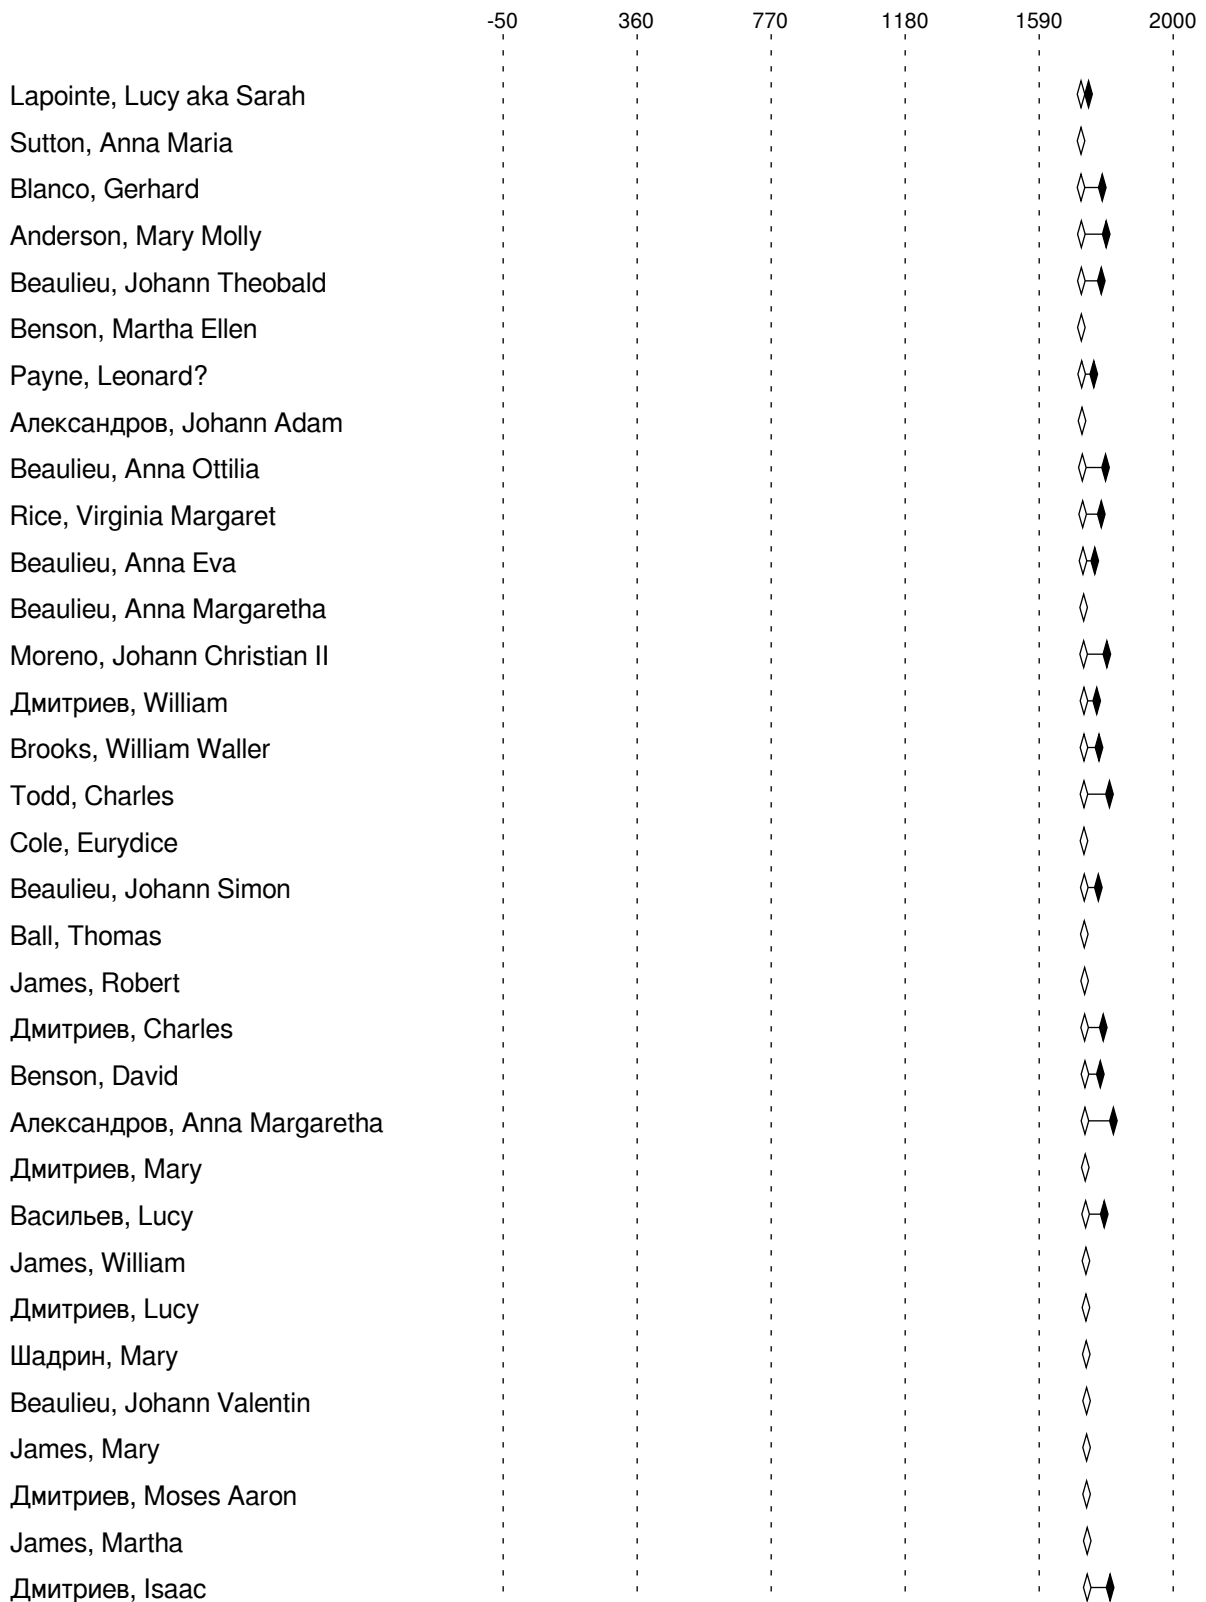 -50 360 770 1180 1590 2000
Lapointe, Lucy aka Sarah
Sutton, Anna Maria
Blanco, Gerhard
Anderson, Mary Molly
Beaulieu, Johann Theobald
Benson, Martha Ellen
Payne, Leonard?
Александров, Johann Adam
Beaulieu, Anna Ottilia
Rice, Virginia Margaret
Beaulieu, Anna Eva
Beaulieu, Anna Margaretha
Moreno, Johann Christian II
Дмитриев, William
Brooks, William Waller
Todd, Charles
Cole, Eurydice
Beaulieu, Johann Simon
Ball, Thomas
James, Robert
Дмитриев, Charles
Benson, David
Александров, Anna Margaretha
Дмитриев, Mary
Васильев, Lucy
James, William
Дмитриев, Lucy
Шадрин, Mary
Beaulieu, Johann Valentin
James, Mary
Дмитриев, Moses Aaron
James, Martha
Дмитриев, Isaac